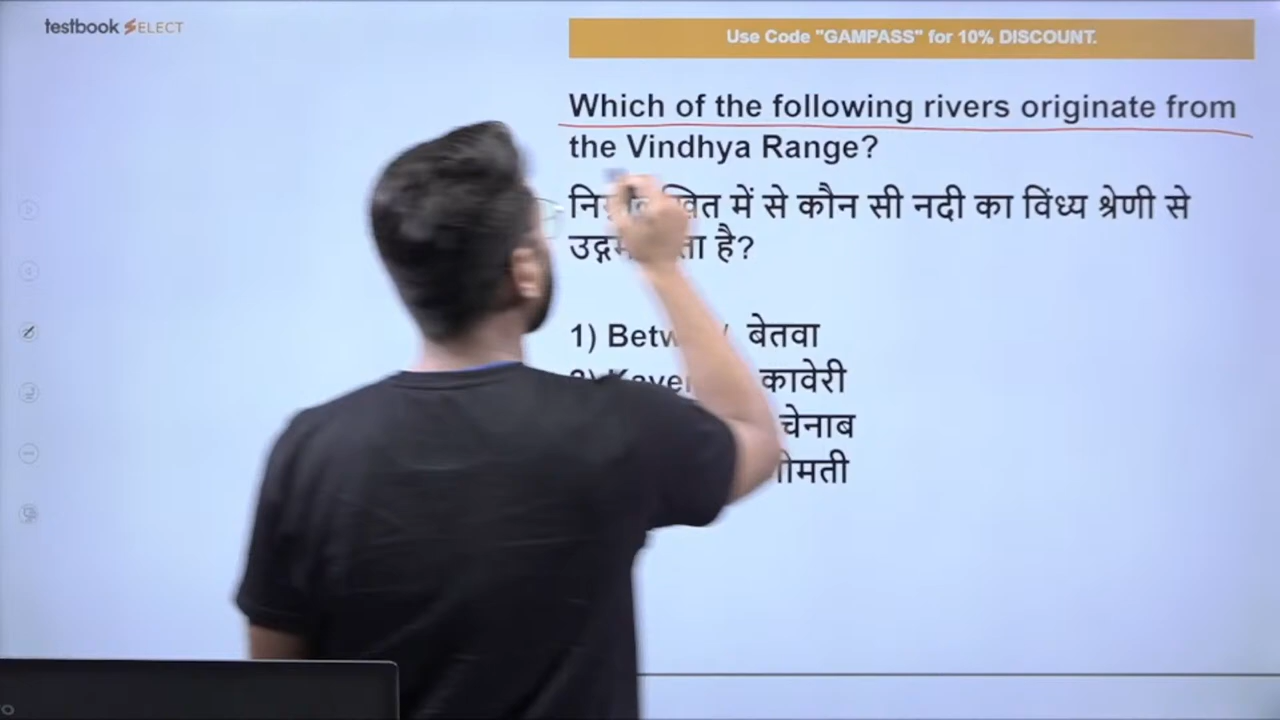 testbook SELECT
Use Code "GAMPASS" for 10% DISCOUNT.
Which of the following rivers originate from
the Vindhya Range?
में से कौन सी नदी का विंध्य श्रेणी से
है?
1) / बेतवा
कावेरी
चेनाब